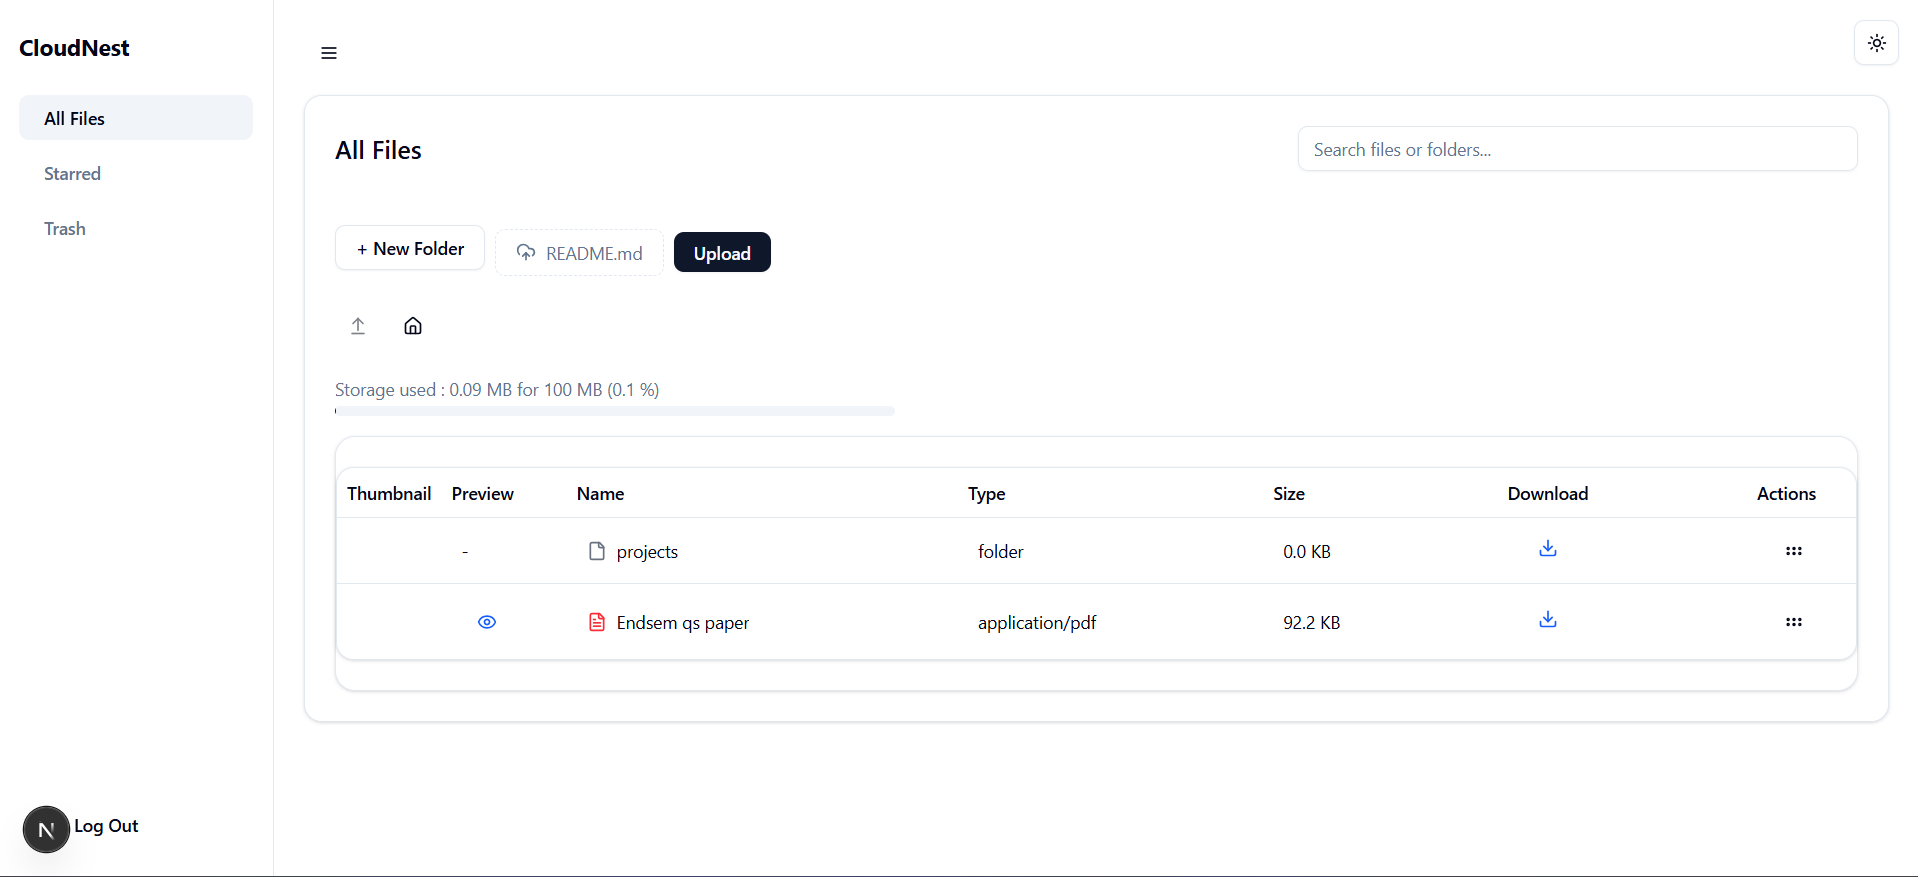 CloudNest
All Files
Starred
Trash
All Files
Search files or folders...
+ New Folder
README.md
Upload
Storage used : 0.09 MB for 100 MB (0.1 %)
Thumbnail Preview Name Type Size Download Actions
- projects folder 0.0 KB
Endsem qs paper application/pdf 92.2 KB
N Log Out